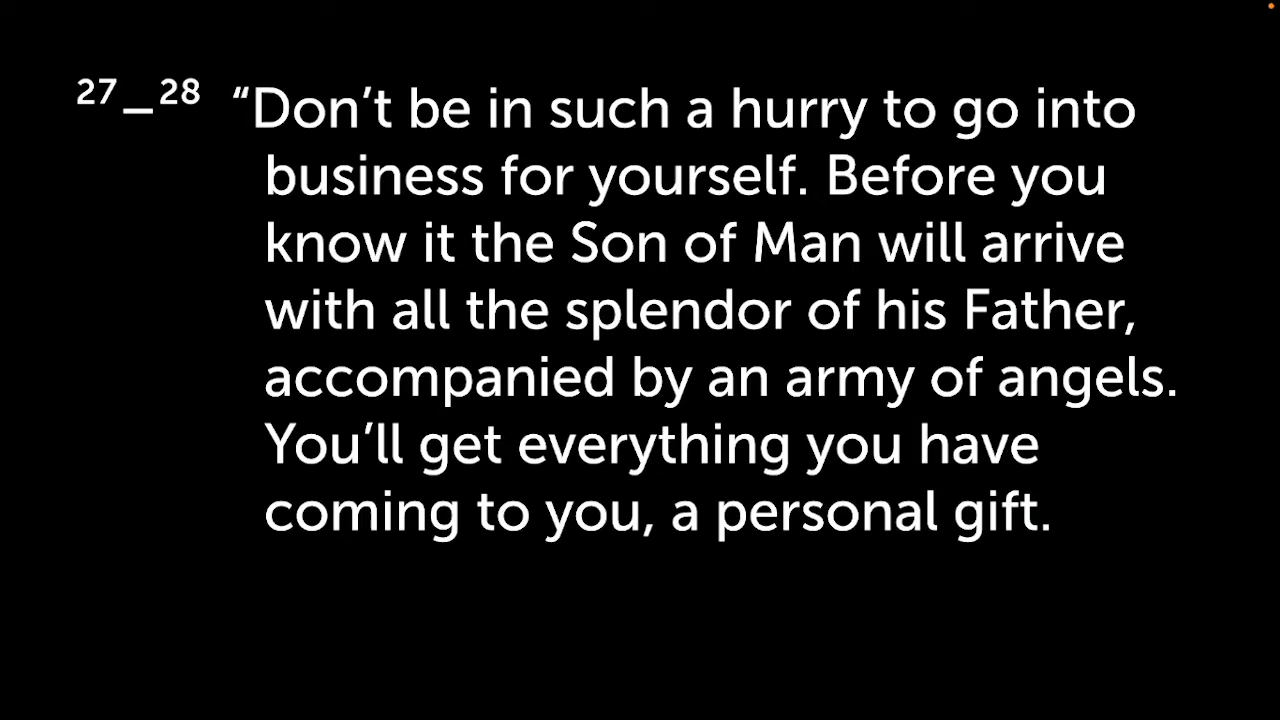 27_28 “Don’t be in such a hurry to go into
business for yourself. Before you
know it the Son of Man will arrive
with all the splendor of his Father,
accompanied by an army of angels.
You’ll get everything you have
coming to you, a personal gift.